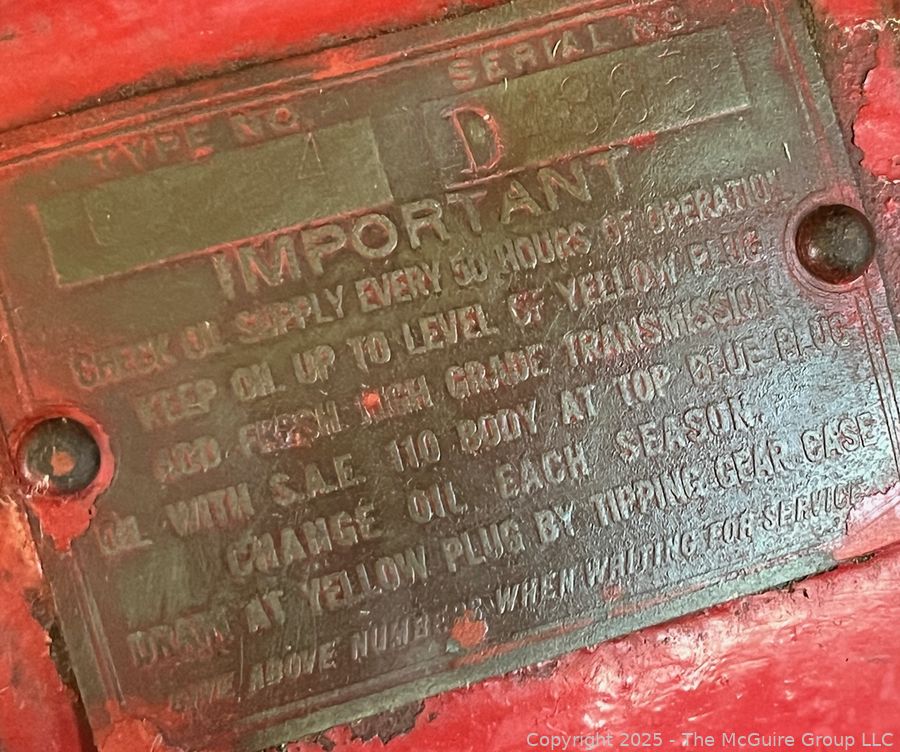 TYPE NO. SERIAL NO.
A D
IMPORTANT
CHECK OIL SUPPLY EVERY 50 HOURS OF OPERATION
KEEP OIL UP TO LEVEL OF YELLOW PLUG
ADD FRESH HIGH GRADE TRANSMISSION
OIL WITH S.A.E. 110 BODY AT TOP BLUE PLUG
CHANGE OIL EACH SEASON.
DRAIN AT YELLOW PLUG BY TIPPING GEAR CASE
ABOVE NUMBERS WHEN WAITING FOR SERVICE
Copyright © 2025 - The McGuire Group LLC